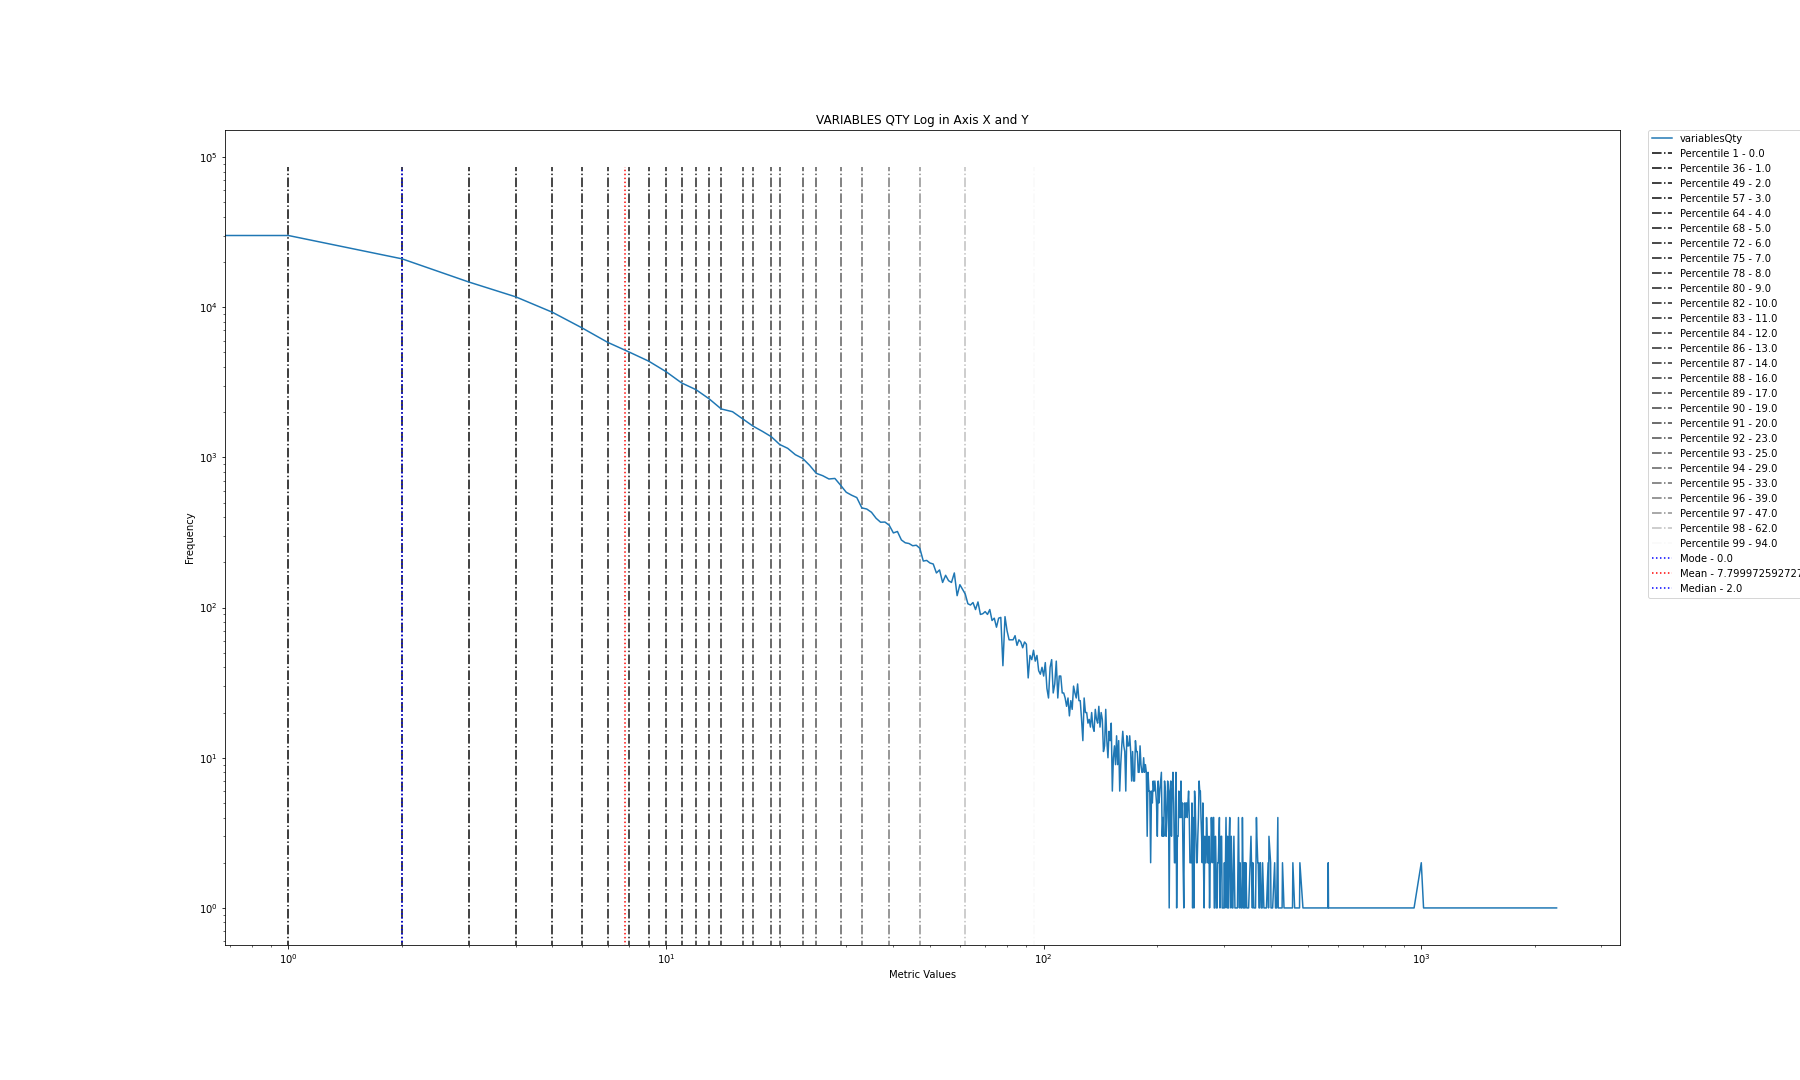 VARIABLES QTY Log in Axis X and Y
10⁵
10⁴
10³
10²
10¹
10⁰
Frequency
10⁰ 10¹ 10² 10³
Metric Values
variablesQty
Percentile 1 - 0.0
Percentile 36 - 1.0
Percentile 49 - 2.0
Percentile 57 - 3.0
Percentile 64 - 4.0
Percentile 68 - 5.0
Percentile 72 - 6.0
Percentile 75 - 7.0
Percentile 78 - 8.0
Percentile 80 - 9.0
Percentile 82 - 10.0
Percentile 83 - 11.0
Percentile 84 - 12.0
Percentile 86 - 13.0
Percentile 87 - 14.0
Percentile 88 - 16.0
Percentile 89 - 17.0
Percentile 90 - 19.0
Percentile 91 - 20.0
Percentile 92 - 23.0
Percentile 93 - 25.0
Percentile 94 - 29.0
Percentile 95 - 33.0
Percentile 96 - 39.0
Percentile 97 - 47.0
Percentile 98 - 62.0
Percentile 99 - 94.0
Mode - 0.0
Mean - 7.799972592727
Median - 2.0